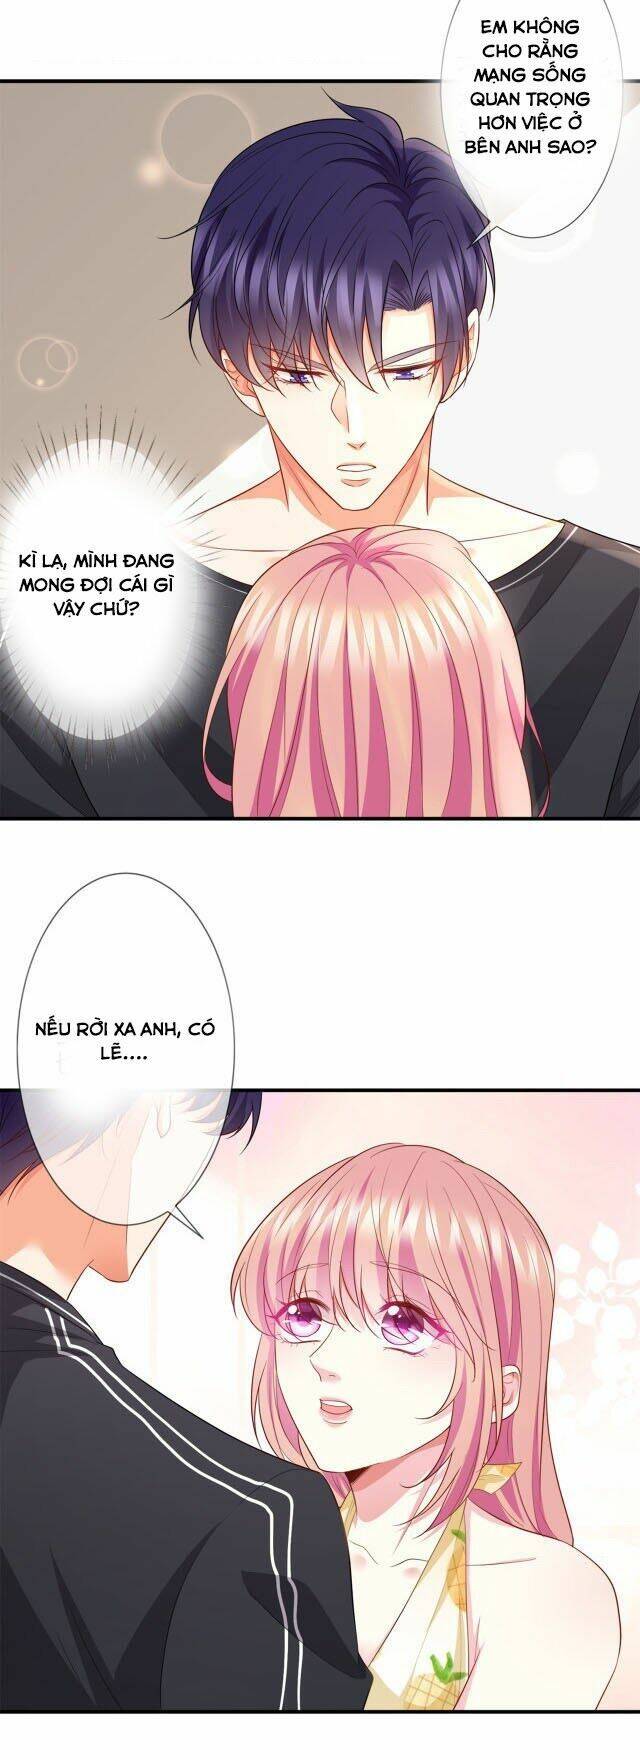 EM KHÔNG
CHO RẰNG
MẠNG SỐNG
QUAN TRỌNG
HƠN VIỆC Ở
BÊN ANH SAO?
KÌ LẠ, MÌNH ĐANG
MONG ĐỢI CÁI GÌ
VẬY CHỨ?
NẾU RỜI XA ANH, CÓ
LẼ....